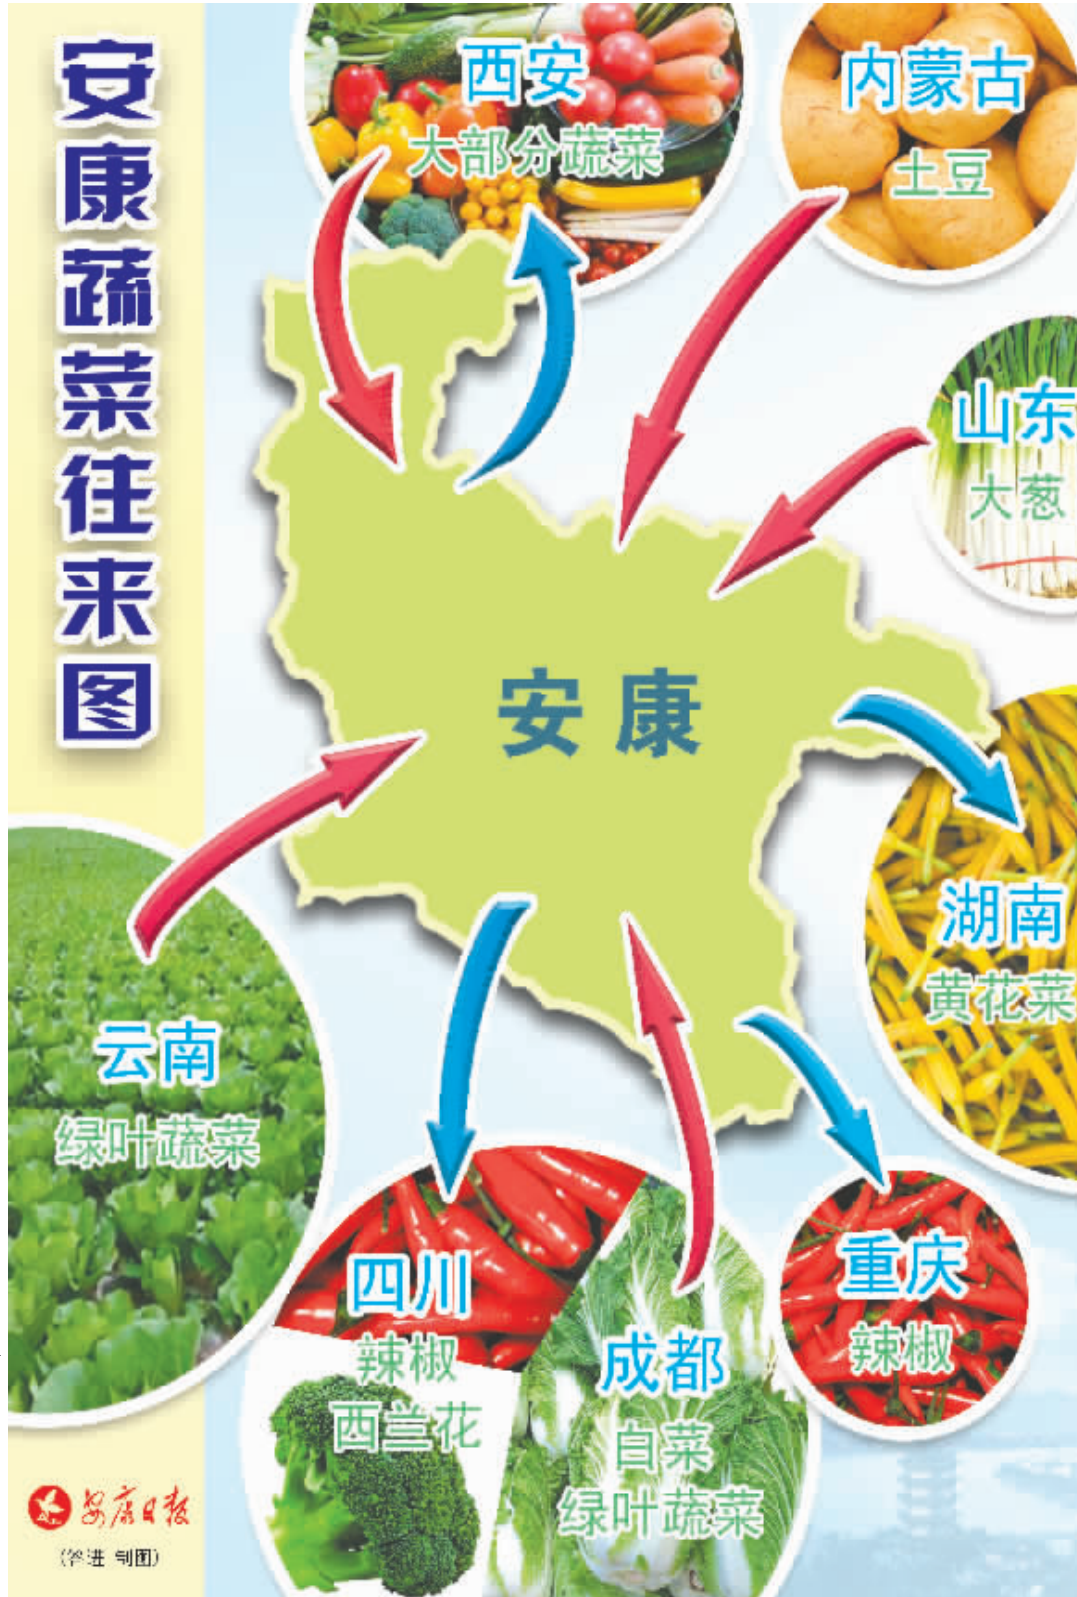 安康蔬菜往来图
西安
大部分蔬菜
内蒙古
土豆
山东
大葱
安康
湖南
黄花菜
云南
绿叶蔬菜
四川
辣椒
西兰花
成都
白菜
绿叶蔬菜
重庆
辣椒
安康日报
进 制图)